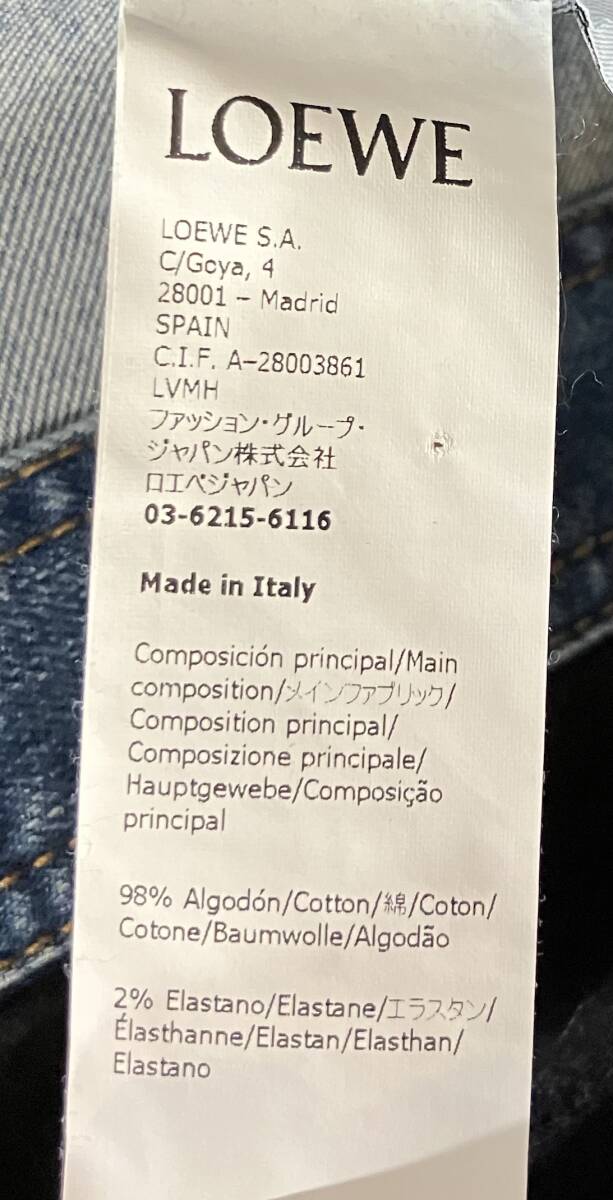 LOEWE
LOEWE S.A.
C/Goya, 4
28001 – Madrid
SPAIN
C.I.F. A-28003861
LVMH
ファッション・グループ・
ジャパン株式会社
ロエベジャパン
03-6215-6116
Made in Italy
Composición principal/Main
composition/メインファブリック/
Composition principal/
Composizione principale/
Hauptgewebe/Composição
principal
98% Algodón/Cotton/綿/Coton/
Cotone/Baumwolle/Algodão
2% Elastano/Elastane/エラスタン/
Élasthanne/Elastan/Elasthan/
Elastano